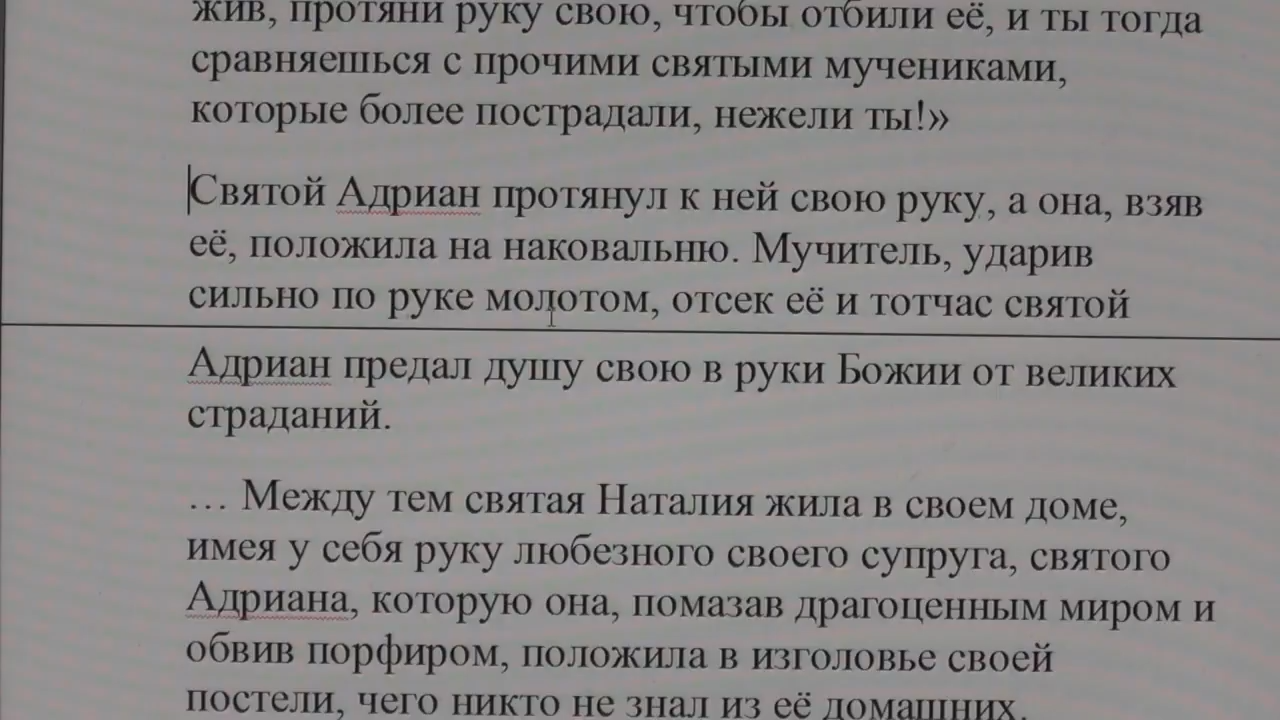 жив, протяни руку свою, чтобы отбили её, и ты тогда
сравняешься с прочими святыми мучениками,
которые более пострадали, нежели ты!»
Святой Адриан протянул к ней свою руку, а она, взяв
её, положила на наковальню. Мучитель, ударив
сильно по руке молотом, отсек её и тотчас святой
Адриан предал душу свою в руки Божии от великих
страданий.
… Между тем святая Наталия жила в своем доме,
имея у себя руку любезного своего супруга, святого
Адриана, которую она, помазав драгоценным миром и
обвив порфиром, положила в изголовье своей
постели, чего никто не знал из её домашних.